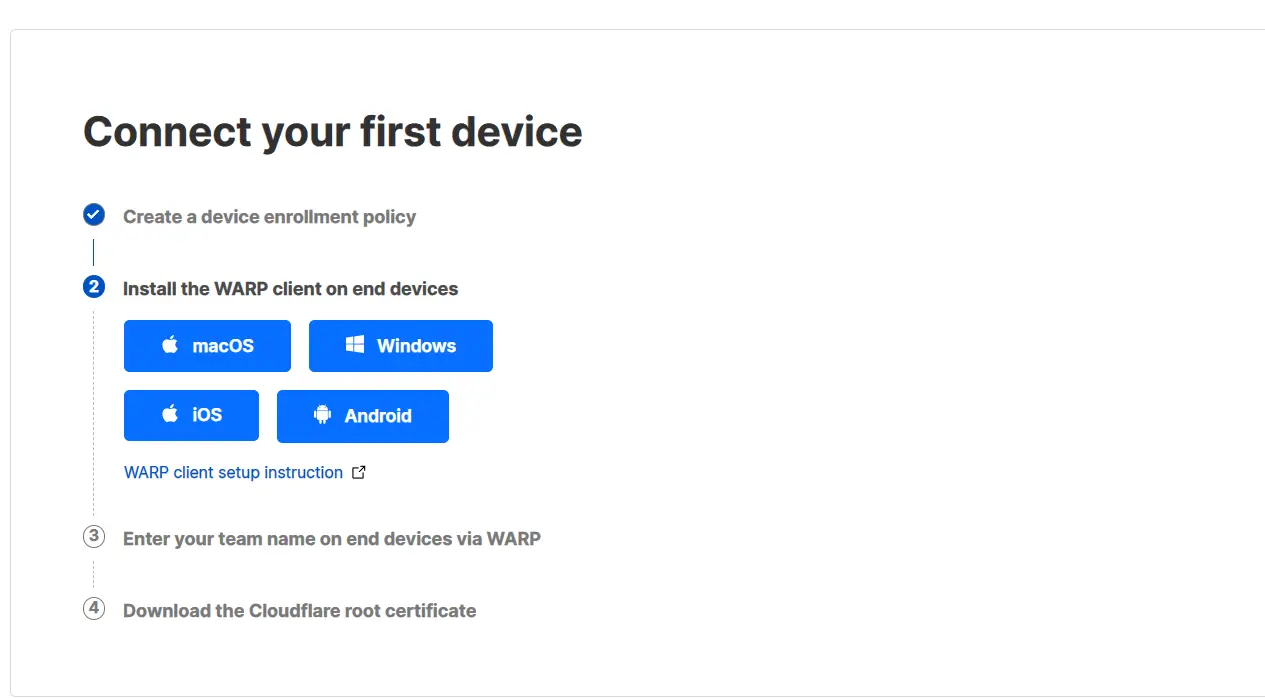 Connect your first device
Create a device enrollment policy
2 Install the WARP client on end devices
macOS Windows
iOS Android
WARP client setup instruction
3 Enter your team name on end devices via WARP
4 Download the Cloudflare root certificate